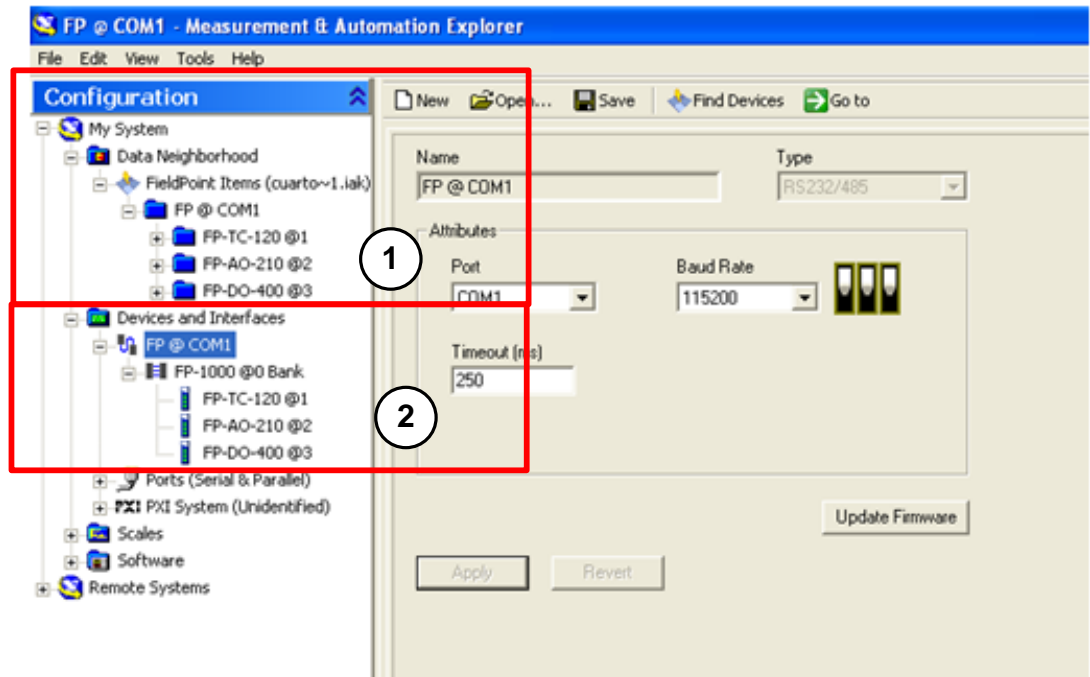 FP @ COM1 - Measurement & Automation Explorer
File Edit View Tools Help
Configuration
New Open... Save Find Devices Go to
My System
Data Neighborhood
FieldPoint Items (cuarto~1.iak)
FP @ COM1
FP-TC-120 @1
FP-AO-210 @2
FP-DO-400 @3
Devices and Interfaces
FP @ COM1
FP-1000 @0 Bank
FP-TC-120 @1
FP-AO-210 @2
FP-DO-400 @3
Ports (Serial & Parallel)
PXI PXI System (Unidentified)
Scales
Software
Remote Systems
1
2
Name Type
FP @ COM1 RS232/485
Attributes
Port Baud Rate
COM1 115200
Timeout (ms)
250
Update Firmware
Apply Revert